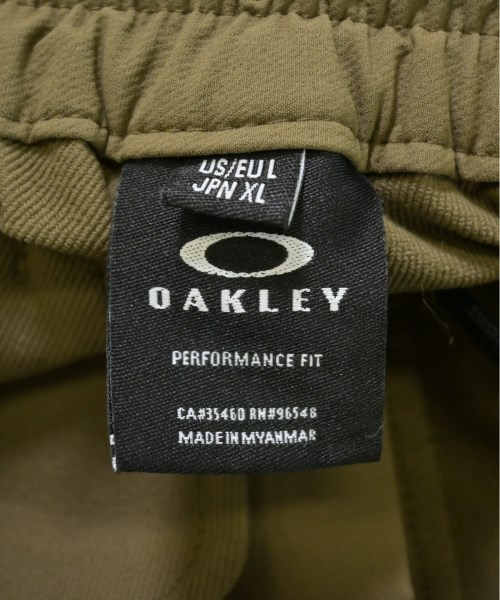 US/EU L
JPN XL
OAKLEY
PERFORMANCE FIT
CA#35460 RN#96548
MADE IN MYANMAR